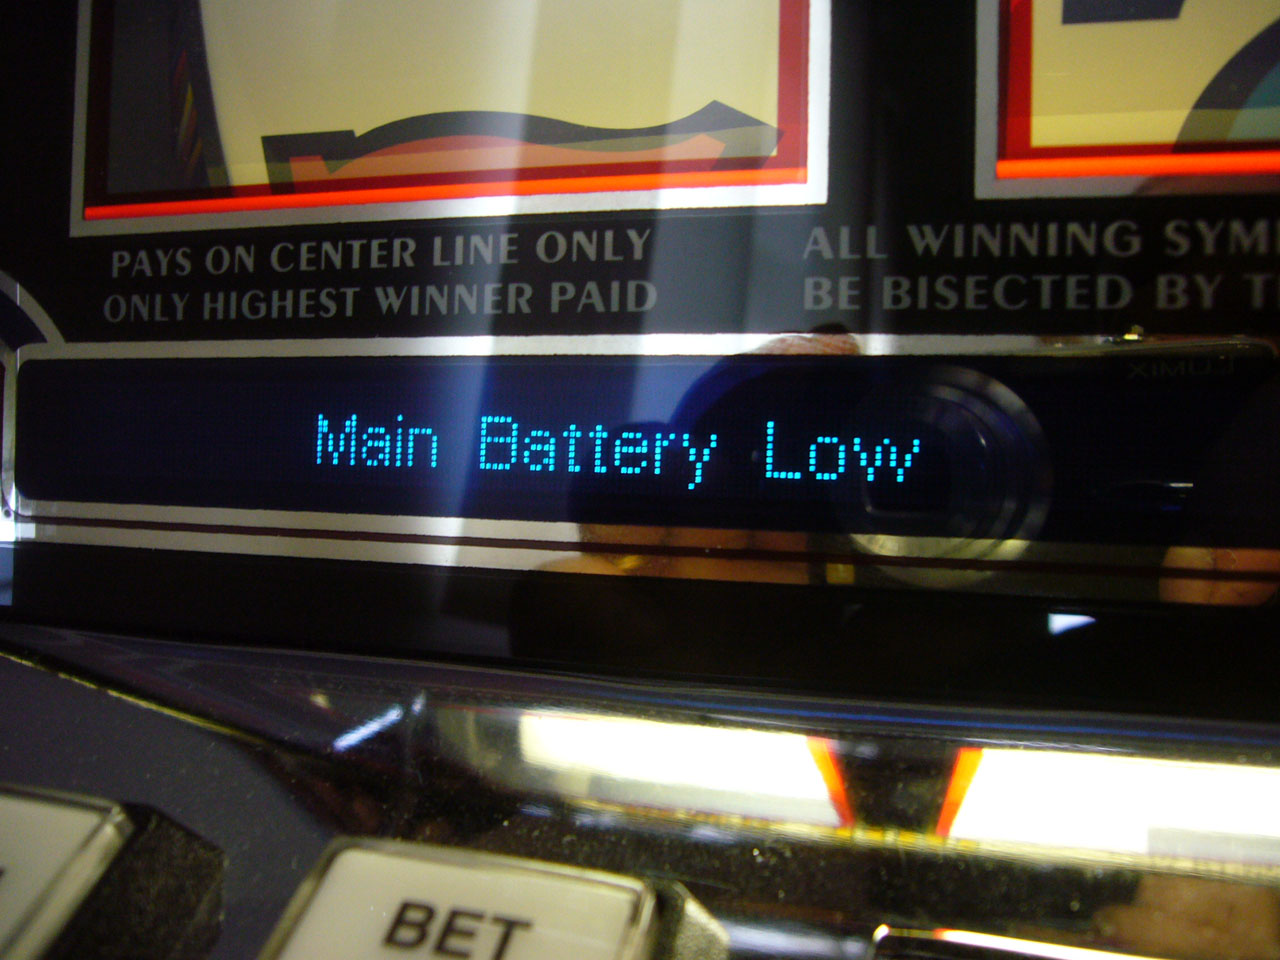 PAYS ON CENTER LINE ONLY
ONLY HIGHEST WINNER PAID
ALL WINNING SYM
BE BISECTED BY T
Main Battery Low
BET